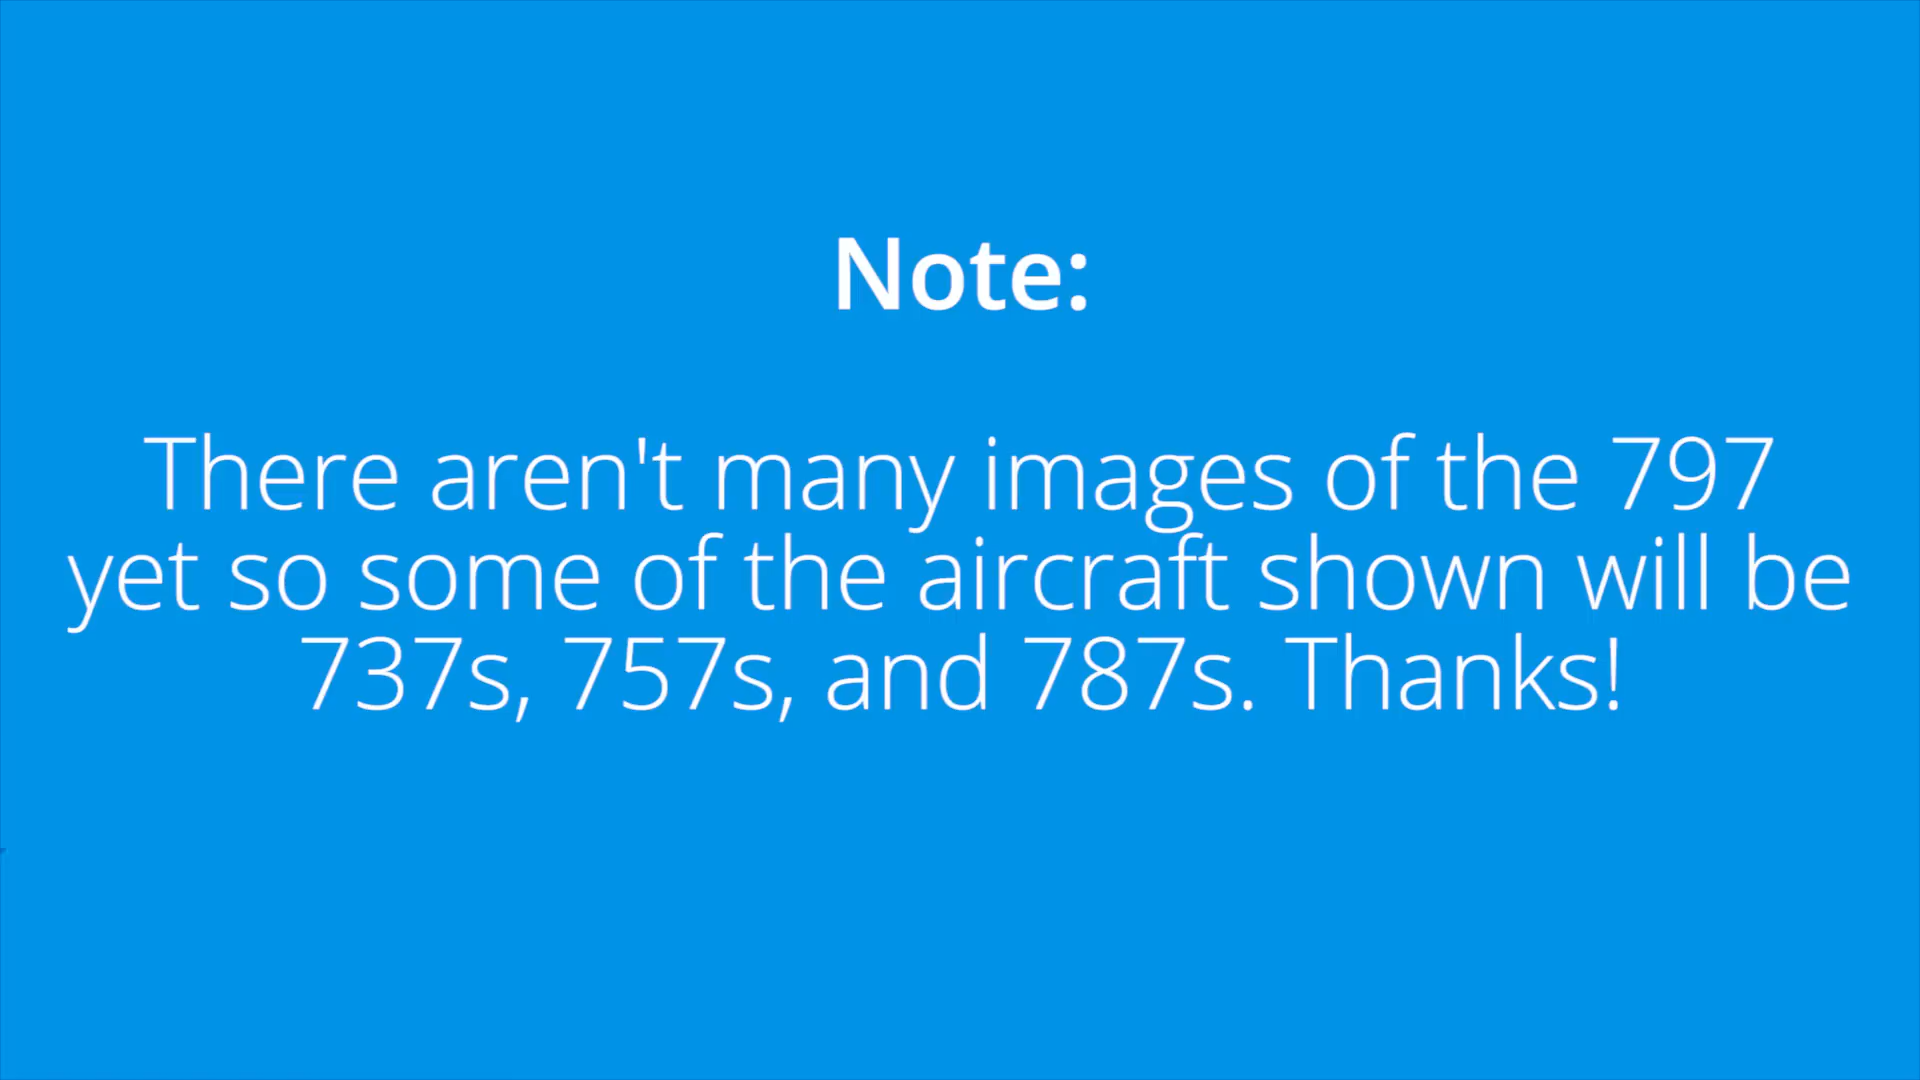 Note:
There aren't many images of the 797
yet so some of the aircraft shown will be
737s, 757s, and 787s. Thanks!